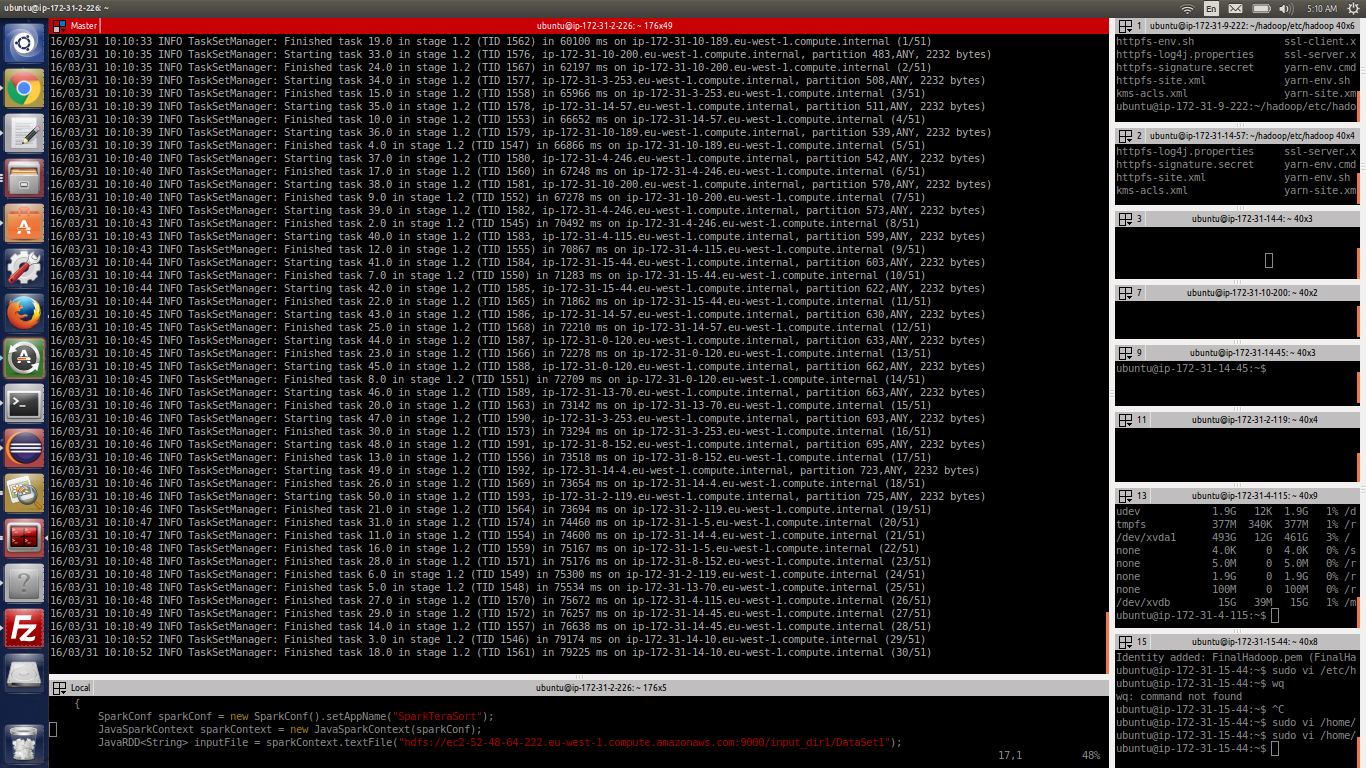 ubuntu@ip-172-31-2-226: ~
En
5:10 AM
Master
ubuntu@ip-172-31-2-226: ~ 176x49
16/03/31 10:10:33 INFO TaskSetManager: Finished task 19.0 in stage 1.2 (TID 1562) in 60100 ms on ip-172-31-10-189.eu-west-1.compute.internal (1/51)
16/03/31 10:10:35 INFO TaskSetManager: Starting task 33.0 in stage 1.2 (TID 1576, ip-172-31-10-200.eu-west-1.compute.internal, partition 483,ANY, 2232 bytes)
16/03/31 10:10:35 INFO TaskSetManager: Finished task 24.0 in stage 1.2 (TID 1567) in 62197 ms on ip-172-31-10-200.eu-west-1.compute.internal (2/51)
16/03/31 10:10:39 INFO TaskSetManager: Starting task 34.0 in stage 1.2 (TID 1577, ip-172-31-3-253.eu-west-1.compute.internal, partition 508,ANY, 2232 bytes)
16/03/31 10:10:39 INFO TaskSetManager: Finished task 15.0 in stage 1.2 (TID 1558) in 65966 ms on ip-172-31-3-253.eu-west-1.compute.internal (3/51)
16/03/31 10:10:39 INFO TaskSetManager: Starting task 35.0 in stage 1.2 (TID 1578, ip-172-31-14-57.eu-west-1.compute.internal, partition 511,ANY, 2232 bytes)
16/03/31 10:10:39 INFO TaskSetManager: Finished task 10.0 in stage 1.2 (TID 1553) in 66652 ms on ip-172-31-14-57.eu-west-1.compute.internal (4/51)
16/03/31 10:10:39 INFO TaskSetManager: Starting task 36.0 in stage 1.2 (TID 1579, ip-172-31-10-189.eu-west-1.compute.internal, partition 539,ANY, 2232 bytes)
16/03/31 10:10:39 INFO TaskSetManager: Finished task 4.0 in stage 1.2 (TID 1547) in 66866 ms on ip-172-31-10-189.eu-west-1.compute.internal (5/51)
16/03/31 10:10:40 INFO TaskSetManager: Starting task 37.0 in stage 1.2 (TID 1580, ip-172-31-4-246.eu-west-1.compute.internal, partition 542,ANY, 2232 bytes)
16/03/31 10:10:40 INFO TaskSetManager: Finished task 17.0 in stage 1.2 (TID 1560) in 67248 ms on ip-172-31-4-246.eu-west-1.compute.internal (6/51)
16/03/31 10:10:40 INFO TaskSetManager: Starting task 38.0 in stage 1.2 (TID 1581, ip-172-31-10-200.eu-west-1.compute.internal, partition 570,ANY, 2232 bytes)
16/03/31 10:10:40 INFO TaskSetManager: Finished task 9.0 in stage 1.2 (TID 1552) in 67278 ms on ip-172-31-10-200.eu-west-1.compute.internal (7/51)
16/03/31 10:10:43 INFO TaskSetManager: Starting task 39.0 in stage 1.2 (TID 1582, ip-172-31-4-246.eu-west-1.compute.internal, partition 573,ANY, 2232 bytes)
16/03/31 10:10:43 INFO TaskSetManager: Finished task 2.0 in stage 1.2 (TID 1545) in 70492 ms on ip-172-31-4-246.eu-west-1.compute.internal (8/51)
16/03/31 10:10:43 INFO TaskSetManager: Starting task 40.0 in stage 1.2 (TID 1583, ip-172-31-4-115.eu-west-1.compute.internal, partition 599,ANY, 2232 bytes)
16/03/31 10:10:43 INFO TaskSetManager: Finished task 12.0 in stage 1.2 (TID 1555) in 70867 ms on ip-172-31-4-115.eu-west-1.compute.internal (9/51)
16/03/31 10:10:44 INFO TaskSetManager: Starting task 41.0 in stage 1.2 (TID 1584, ip-172-31-15-44.eu-west-1.compute.internal, partition 603,ANY, 2232 bytes)
16/03/31 10:10:44 INFO TaskSetManager: Finished task 7.0 in stage 1.2 (TID 1550) in 71283 ms on ip-172-31-15-44.eu-west-1.compute.internal (10/51)
16/03/31 10:10:44 INFO TaskSetManager: Starting task 42.0 in stage 1.2 (TID 1585, ip-172-31-15-44.eu-west-1.compute.internal, partition 622,ANY, 2232 bytes)
16/03/31 10:10:44 INFO TaskSetManager: Finished task 22.0 in stage 1.2 (TID 1565) in 71862 ms on ip-172-31-15-44.eu-west-1.compute.internal (11/51)
16/03/31 10:10:45 INFO TaskSetManager: Starting task 43.0 in stage 1.2 (TID 1586, ip-172-31-14-57.eu-west-1.compute.internal, partition 630,ANY, 2232 bytes)
16/03/31 10:10:45 INFO TaskSetManager: Finished task 25.0 in stage 1.2 (TID 1568) in 72210 ms on ip-172-31-14-57.eu-west-1.compute.internal (12/51)
16/03/31 10:10:45 INFO TaskSetManager: Starting task 44.0 in stage 1.2 (TID 1587, ip-172-31-0-120.eu-west-1.compute.internal, partition 633,ANY, 2232 bytes)
16/03/31 10:10:45 INFO TaskSetManager: Finished task 23.0 in stage 1.2 (TID 1566) in 72278 ms on ip-172-31-0-120.eu-west-1.compute.internal (13/51)
16/03/31 10:10:45 INFO TaskSetManager: Starting task 45.0 in stage 1.2 (TID 1588, ip-172-31-0-120.eu-west-1.compute.internal, partition 662,ANY, 2232 bytes)
16/03/31 10:10:45 INFO TaskSetManager: Finished task 8.0 in stage 1.2 (TID 1551) in 72709 ms on ip-172-31-0-120.eu-west-1.compute.internal (14/51)
16/03/31 10:10:46 INFO TaskSetManager: Starting task 46.0 in stage 1.2 (TID 1589, ip-172-31-13-70.eu-west-1.compute.internal, partition 663,ANY, 2232 bytes)
16/03/31 10:10:46 INFO TaskSetManager: Finished task 20.0 in stage 1.2 (TID 1563) in 73142 ms on ip-172-31-13-70.eu-west-1.compute.internal (15/51)
16/03/31 10:10:46 INFO TaskSetManager: Starting task 47.0 in stage 1.2 (TID 1590, ip-172-31-3-253.eu-west-1.compute.internal, partition 693,ANY, 2232 bytes)
16/03/31 10:10:46 INFO TaskSetManager: Finished task 30.0 in stage 1.2 (TID 1573) in 73294 ms on ip-172-31-3-253.eu-west-1.compute.internal (16/51)
16/03/31 10:10:46 INFO TaskSetManager: Starting task 48.0 in stage 1.2 (TID 1591, ip-172-31-8-152.eu-west-1.compute.internal, partition 695,ANY, 2232 bytes)
16/03/31 10:10:46 INFO TaskSetManager: Finished task 13.0 in stage 1.2 (TID 1556) in 73518 ms on ip-172-31-8-152.eu-west-1.compute.internal (17/51)
16/03/31 10:10:46 INFO TaskSetManager: Starting task 49.0 in stage 1.2 (TID 1592, ip-172-31-14-4.eu-west-1.compute.internal, partition 723,ANY, 2232 bytes)
16/03/31 10:10:46 INFO TaskSetManager: Finished task 26.0 in stage 1.2 (TID 1569) in 73654 ms on ip-172-31-14-4.eu-west-1.compute.internal (18/51)
16/03/31 10:10:46 INFO TaskSetManager: Starting task 50.0 in stage 1.2 (TID 1593, ip-172-31-2-119.eu-west-1.compute.internal, partition 725,ANY, 2232 bytes)
16/03/31 10:10:46 INFO TaskSetManager: Finished task 21.0 in stage 1.2 (TID 1564) in 73694 ms on ip-172-31-2-119.eu-west-1.compute.internal (19/51)
16/03/31 10:10:47 INFO TaskSetManager: Finished task 31.0 in stage 1.2 (TID 1574) in 74460 ms on ip-172-31-1-5.eu-west-1.compute.internal (20/51)
16/03/31 10:10:47 INFO TaskSetManager: Finished task 11.0 in stage 1.2 (TID 1554) in 74600 ms on ip-172-31-14-4.eu-west-1.compute.internal (21/51)
16/03/31 10:10:48 INFO TaskSetManager: Finished task 16.0 in stage 1.2 (TID 1559) in 75167 ms on ip-172-31-1-5.eu-west-1.compute.internal (22/51)
16/03/31 10:10:48 INFO TaskSetManager: Finished task 28.0 in stage 1.2 (TID 1571) in 75176 ms on ip-172-31-8-152.eu-west-1.compute.internal (23/51)
16/03/31 10:10:48 INFO TaskSetManager: Finished task 6.0 in stage 1.2 (TID 1549) in 75300 ms on ip-172-31-2-119.eu-west-1.compute.internal (24/51)
16/03/31 10:10:48 INFO TaskSetManager: Finished task 5.0 in stage 1.2 (TID 1548) in 75534 ms on ip-172-31-13-70.eu-west-1.compute.internal (25/51)
16/03/31 10:10:48 INFO TaskSetManager: Finished task 27.0 in stage 1.2 (TID 1570) in 75672 ms on ip-172-31-4-115.eu-west-1.compute.internal (26/51)
16/03/31 10:10:49 INFO TaskSetManager: Finished task 29.0 in stage 1.2 (TID 1572) in 76257 ms on ip-172-31-14-45.eu-west-1.compute.internal (27/51)
16/03/31 10:10:49 INFO TaskSetManager: Finished task 14.0 in stage 1.2 (TID 1557) in 76638 ms on ip-172-31-14-45.eu-west-1.compute.internal (28/51)
16/03/31 10:10:52 INFO TaskSetManager: Finished task 3.0 in stage 1.2 (TID 1546) in 79174 ms on ip-172-31-14-10.eu-west-1.compute.internal (29/51)
16/03/31 10:10:52 INFO TaskSetManager: Finished task 18.0 in stage 1.2 (TID 1561) in 79225 ms on ip-172-31-14-10.eu-west-1.compute.internal (30/51)
Local
ubuntu@ip-172-31-2-226: ~ 176x5
{
SparkConf sparkConf = new SparkConf().setAppName("SparkTeraSort");
JavaSparkContext sparkContext = new JavaSparkContext(sparkConf);
JavaRDD<String> inputFile = sparkContext.textFile("hdfs://ec2-52-48-64-222.eu-west-1.compute.amazonaws.com:9000/input_dir1/DataSet1");
17,1 48%
1 ubuntu@ip-172-31-9-222: ~/hadoop/etc/hadoop 40x6
httpfs-env.sh ssl-client.x
httpfs-log4j.properties ssl-server.x
httpfs-signature.secret yarn-env.cmd
httpfs-site.xml yarn-env.sh
kms-acls.xml yarn-site.xm
ubuntu@ip-172-31-9-222:~/hadoop/etc/hado
2 ubuntu@ip-172-31-14-57: ~/hadoop/etc/hadoop 40x4
httpfs-log4j.properties ssl-server.x
httpfs-signature.secret yarn-env.cmd
httpfs-site.xml yarn-env.sh
kms-acls.xml yarn-site.xm
3 ubuntu@ip-172-31-14-4: ~ 40x3
7 ubuntu@ip-172-31-10-200: ~ 40x2
9 ubuntu@ip-172-31-14-45: ~ 40x3
ubuntu@ip-172-31-14-45:~$
11 ubuntu@ip-172-31-2-119: ~ 40x4
13 ubuntu@ip-172-31-4-115: ~ 40x9
udev 1.9G 12K 1.9G 1% /d
tmpfs 377M 340K 377M 1% /r
/dev/xvda1 493G 12G 461G 3% /
none 4.0K 0 4.0K 0% /s
none 5.0M 0 5.0M 0% /r
none 1.9G 0 1.9G 0% /r
none 100M 0 100M 0% /r
/dev/xvdb 15G 39M 15G 1% /m
ubuntu@ip-172-31-4-115:~$
15 ubuntu@ip-172-31-15-44: ~ 40x8
Identity added: FinalHadoop.pem (FinalHa
ubuntu@ip-172-31-15-44:~$ sudo vi /etc/h
ubuntu@ip-172-31-15-44:~$ wq
wq: command not found
ubuntu@ip-172-31-15-44:~$ ^C
ubuntu@ip-172-31-15-44:~$ sudo vi /home/
ubuntu@ip-172-31-15-44:~$ sudo vi /home/
ubuntu@ip-172-31-15-44:~$